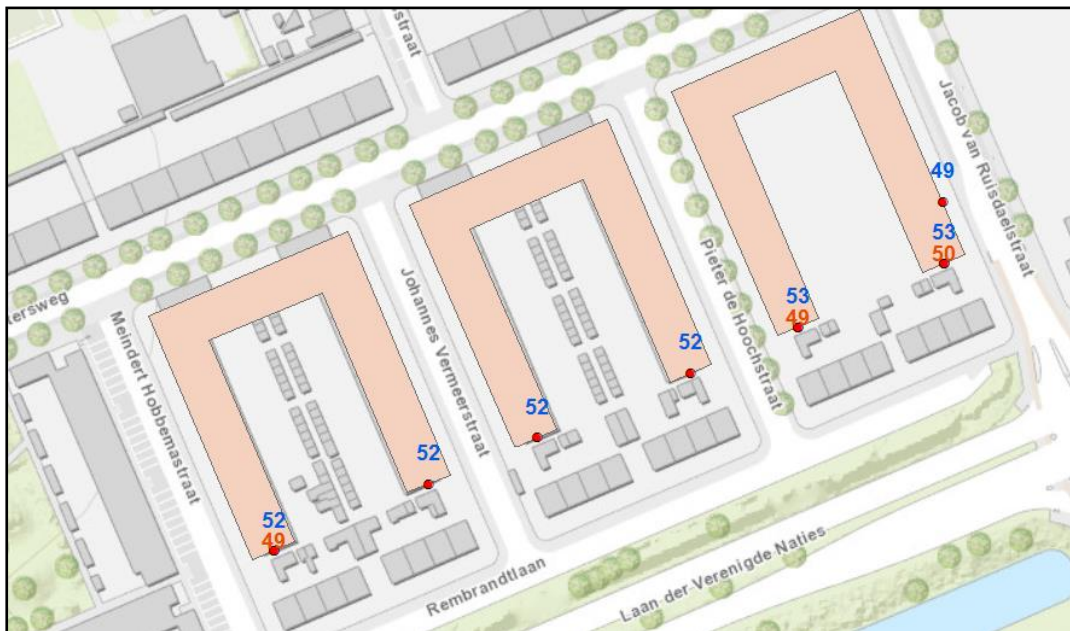 straat
tersweg
Meindert Hobbemastraat
Johannes Vermeerstraat
Pieter de Hoochstraat
Jacob van Ruisdaelstraat
49
53
50
53
49
52
52
52
52
49
Rembrandtlaan
Laan der Verenigde Naties